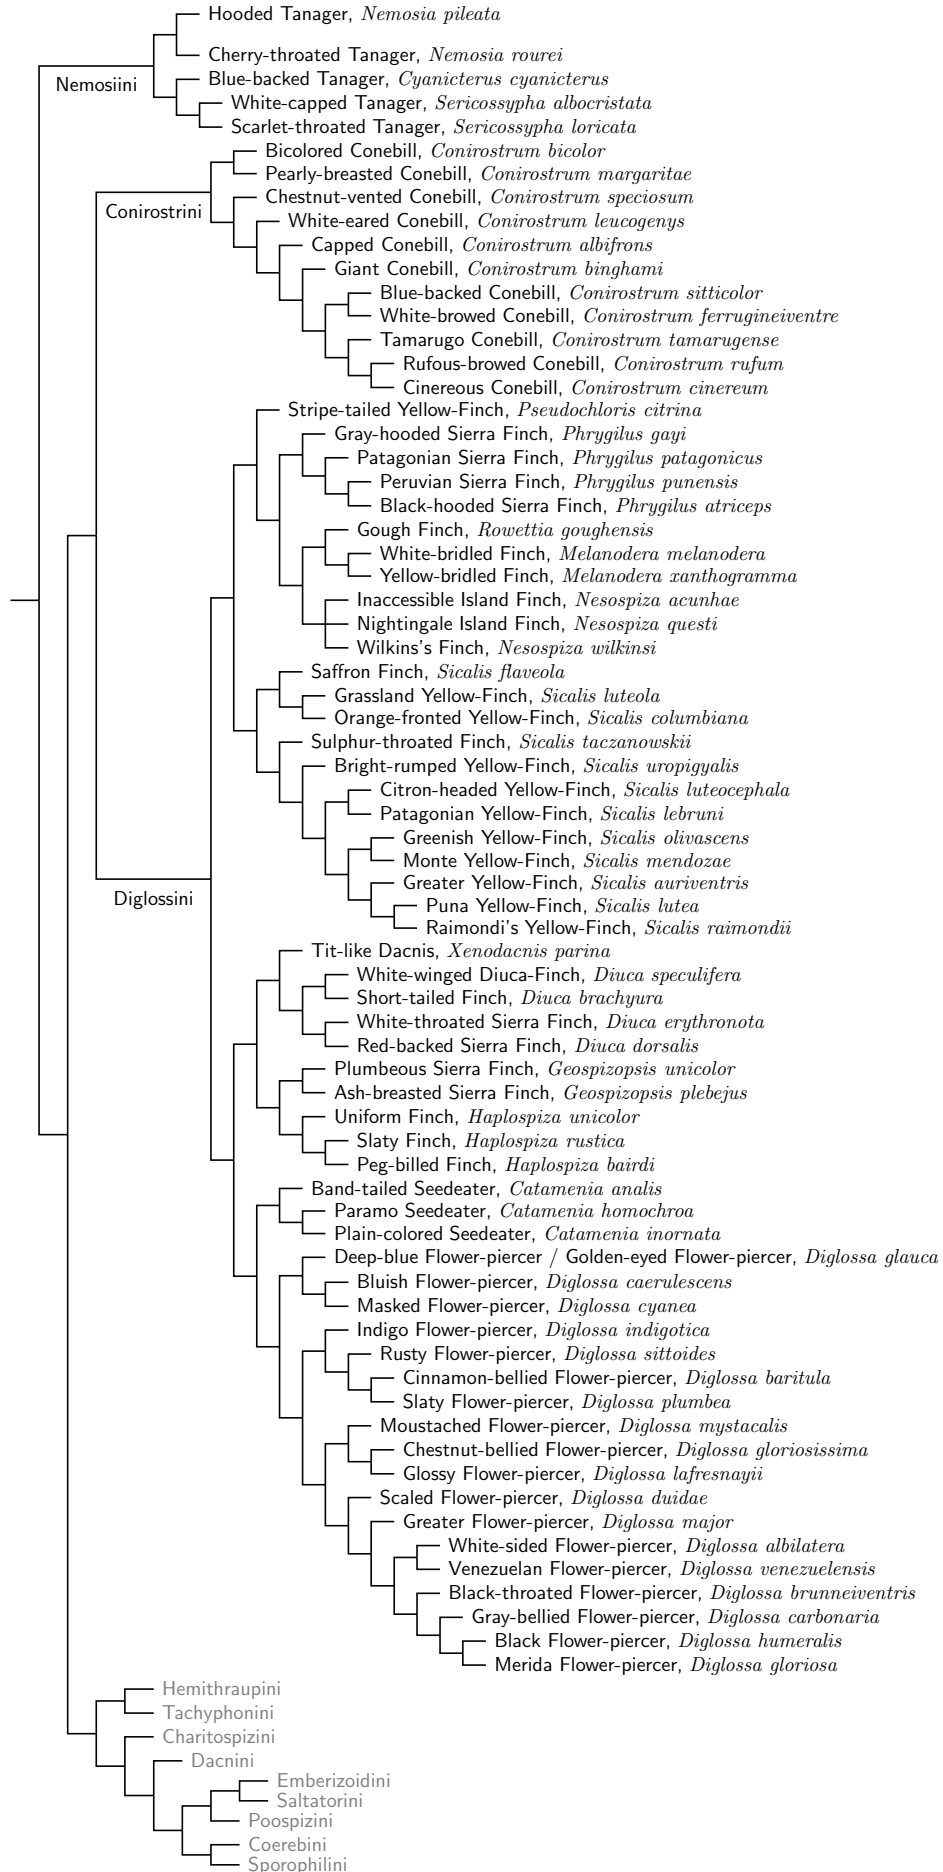 Hooded Tanager, Nemosia pileata
Cherry-throated Tanager, Nemosia rourei
Nemosiini
Blue-backed Tanager, Cyanicterus cyanicterus
White-capped Tanager, Sericossypha albocristata
Scarlet-throated Tanager, Sericossypha loricata
Bicolored Conebill, Conirostrum bicolor
Pearly-breasted Conebill, Conirostrum margaritae
Chestnut-vented Conebill, Conirostrum speciosum
Conirostrini
White-eared Conebill, Conirostrum leucogenys
Capped Conebill, Conirostrum albifrons
Giant Conebill, Conirostrum binghami
Blue-backed Conebill, Conirostrum sitticolor
White-browed Conebill, Conirostrum ferrugineiventre
Tamarugo Conebill, Conirostrum tamarugense
Rufous-browed Conebill, Conirostrum rufum
Cinereous Conebill, Conirostrum cinereum
Stripe-tailed Yellow-Finch, Pseudochloris citrina
Gray-hooded Sierra Finch, Phrygilus gayi
Patagonian Sierra Finch, Phrygilus patagonicus
Peruvian Sierra Finch, Phrygilus punensis
Black-hooded Sierra Finch, Phrygilus atriceps
Gough Finch, Rowettia goughensis
White-bridled Finch, Melanodera melanodera
Yellow-bridled Finch, Melanodera xanthogramma
Inaccessible Island Finch, Nesospiza acunhae
Nightingale Island Finch, Nesospiza questi
Wilkins's Finch, Nesospiza wilkinsi
Saffron Finch, Sicalis flaveola
Grassland Yellow-Finch, Sicalis luteola
Orange-fronted Yellow-Finch, Sicalis columbiana
Sulphur-throated Finch, Sicalis taczanowskii
Bright-rumped Yellow-Finch, Sicalis uropigyalis
Citron-headed Yellow-Finch, Sicalis luteocephala
Patagonian Yellow-Finch, Sicalis lebruni
Greenish Yellow-Finch, Sicalis olivascens
Monte Yellow-Finch, Sicalis mendozae
Greater Yellow-Finch, Sicalis auriventris
Diglossini
Puna Yellow-Finch, Sicalis lutea
Raimondi's Yellow-Finch, Sicalis raimondii
Tit-like Dacnis, Xenodacnis parina
White-winged Diuca-Finch, Diuca speculifera
Short-tailed Finch, Diuca brachyura
White-throated Sierra Finch, Diuca erythronota
Red-backed Sierra Finch, Diuca dorsalis
Plumbeous Sierra Finch, Geospizopsis unicolor
Ash-breasted Sierra Finch, Geospizopsis plebejus
Uniform Finch, Haplospiza unicolor
Slaty Finch, Haplospiza rustica
Peg-billed Finch, Haplospiza bairdi
Band-tailed Seedeater, Catamenia analis
Paramo Seedeater, Catamenia homochroa
Plain-colored Seedeater, Catamenia inornata
Deep-blue Flower-piercer / Golden-eyed Flower-piercer, Diglossa glauca
Bluish Flower-piercer, Diglossa caerulescens
Masked Flower-piercer, Diglossa cyanea
Indigo Flower-piercer, Diglossa indigotica
Rusty Flower-piercer, Diglossa sittoides
Cinnamon-bellied Flower-piercer, Diglossa baritula
Slaty Flower-piercer, Diglossa plumbea
Moustached Flower-piercer, Diglossa mystacalis
Chestnut-bellied Flower-piercer, Diglossa gloriosissima
Glossy Flower-piercer, Diglossa lafresnayii
Scaled Flower-piercer, Diglossa duidae
Greater Flower-piercer, Diglossa major
White-sided Flower-piercer, Diglossa albilatera
Venezuelan Flower-piercer, Diglossa venezuelensis
Black-throated Flower-piercer, Diglossa brunneiventris
Gray-bellied Flower-piercer, Diglossa carbonaria
Black Flower-piercer, Diglossa humeralis
Merida Flower-piercer, Diglossa gloriosa
Hemithraupini
Tachyphonini
Charitospizini
Dacnini
Emberizoidini
Saltatorini
Poospizini
Coerebini
Sporophilini